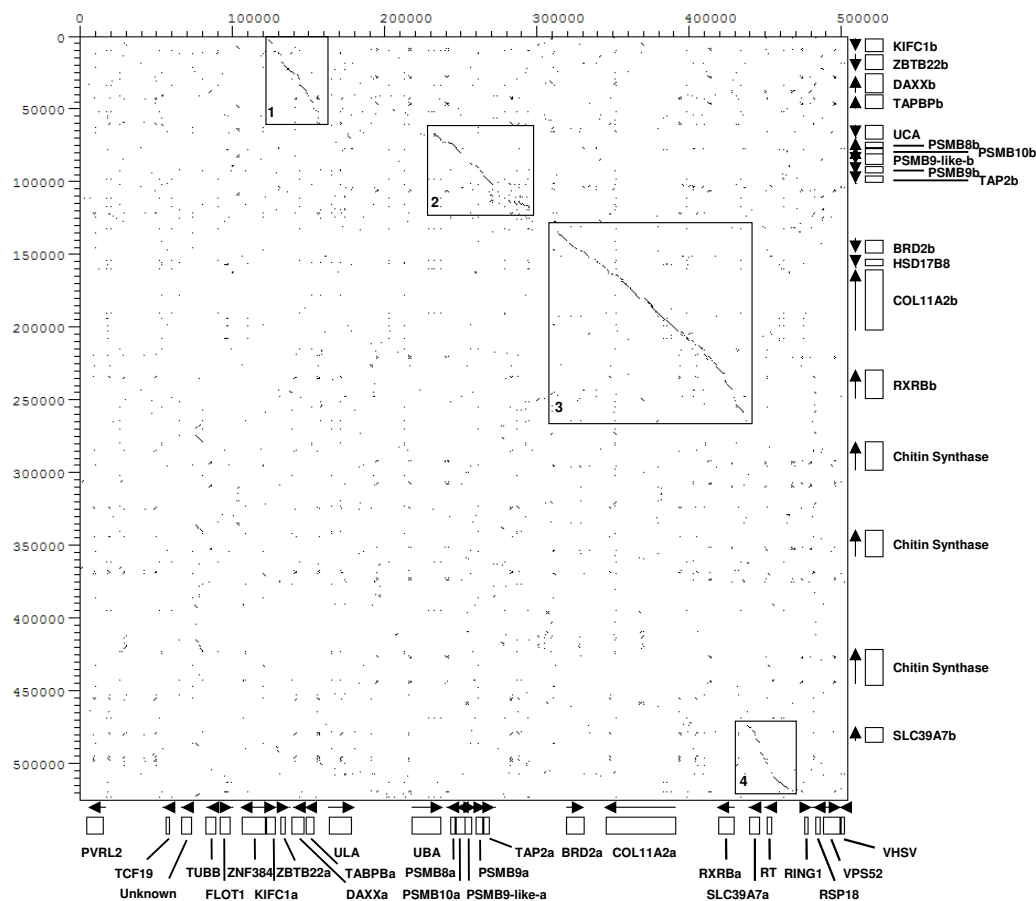 0 100000 200000 300000 400000 500000
0
50000
100000
150000
200000
250000
300000
350000
400000
450000
500000
1
2
3
4
KIFC1b
ZBTB22b
DAXXb
TAPBPb
UCA
PSMB8b
PSMB10b
PSMB9-like-b
PSMB9b
TAP2b
BRD2b
HSD17B8
COL11A2b
RXRBb
Chitin Synthase
Chitin Synthase
Chitin Synthase
SLC39A7b
PVRL2 TUBB ZNF384 ZBTB22a ULA UBA PSMB8a PSMB9a TAP2a BRD2a COL11A2a RXRBa RT RING1 VHSV
TCF19 TABPBa VPS52
Unknown FLOT1 KIFC1a DAXXa PSMB10a PSMB9-like-a SLC39A7a RSP18